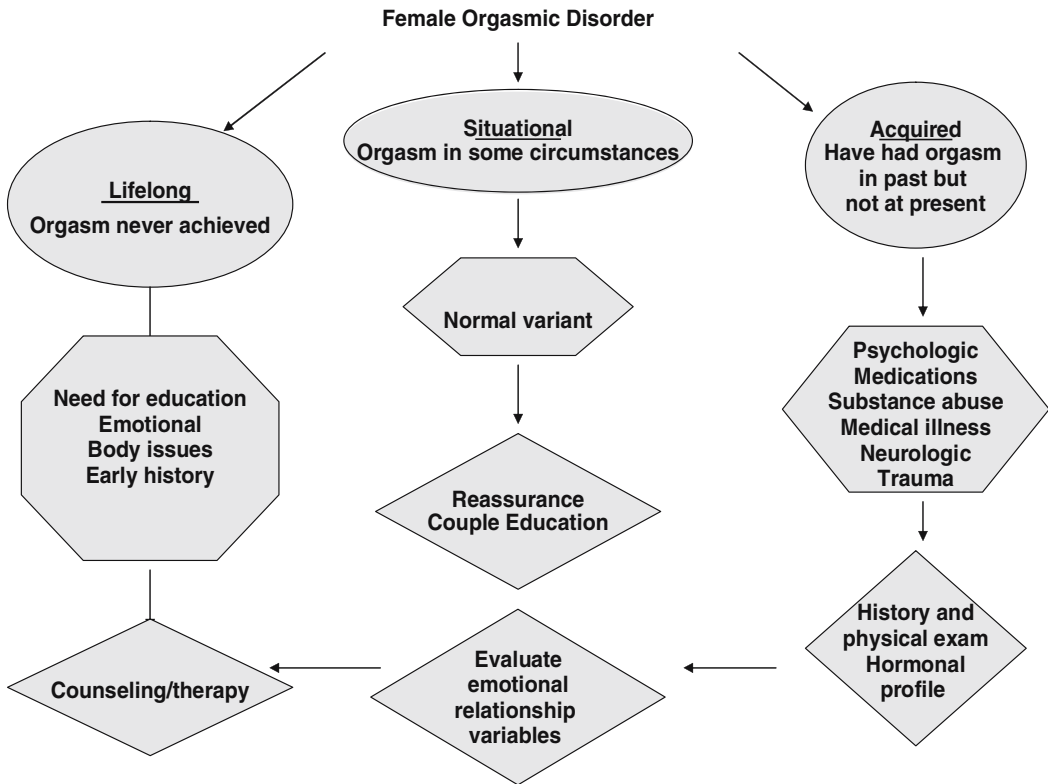 Female Orgasmic Disorder
Lifelong
Orgasm never achieved
Situational
Orgasm in some circumstances
Acquired
Have had orgasm
in past but
not at present
Need for education
Emotional
Body issues
Early history
Normal variant
Psychologic
Medications
Substance abuse
Medical illness
Neurologic
Trauma
Reassurance
Couple Education
Counseling/therapy
Evaluate
emotional
relationship
variables
History and
physical exam
Hormonal
profile